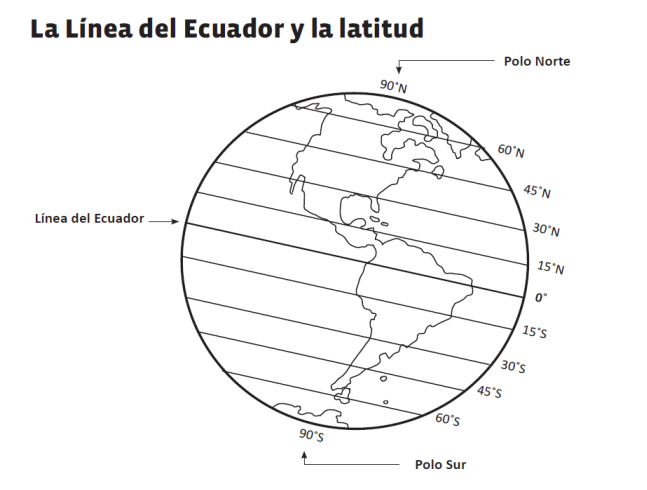 La Línea del Ecuador y la latitud
Polo Norte
90°N
60°N
45°N
30°N
Línea del Ecuador
15°N
0°
15°S
30°S
45°S
60°S
90°S
Polo Sur